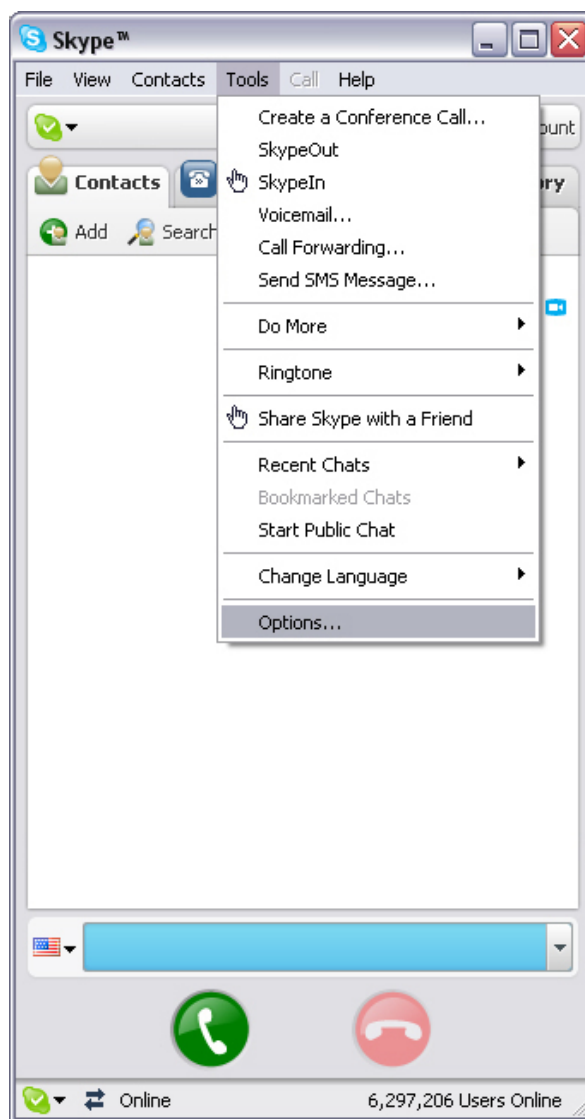 Skype™
File View Contacts Tools Call Help
Create a Conference Call...
SkypeOut
Contacts
SkypeIn
Add Search
Voicemail...
Call Forwarding...
Send SMS Message...
Do More
Ringtone
Share Skype with a Friend
Recent Chats
Bookmarked Chats
Start Public Chat
Change Language
Options...
Online 6,297,206 Users Online